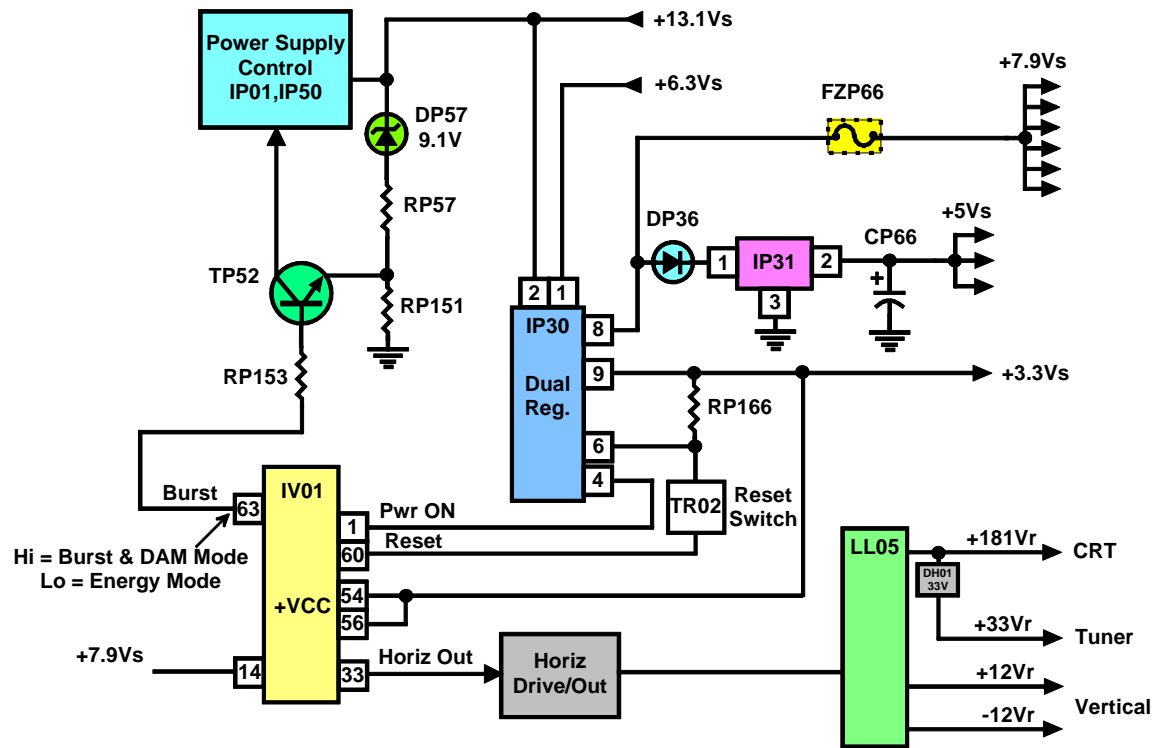 Power Supply
Control
IP01,IP50
+13.1Vs
+6.3Vs
+7.9Vs
FZP66
DP57
9.1V
RP57
DP36
+5Vs
CP66
1
IP31
2
3
+
TP52
RP151
2
1
IP30
8
9
Dual
Reg.
6
4
+3.3Vs
RP166
RP153
TR02
Reset
Switch
Burst
63
IV01
Pwr ON
1
Reset
60
Hi = Burst & DAM Mode
Lo = Energy Mode
+VCC
54
56
+7.9Vs
14
33
Horiz Out
Horiz
Drive/Out
LL05
+181Vr
CRT
DH01
33V
+33Vr
Tuner
+12Vr
Vertical
-12Vr